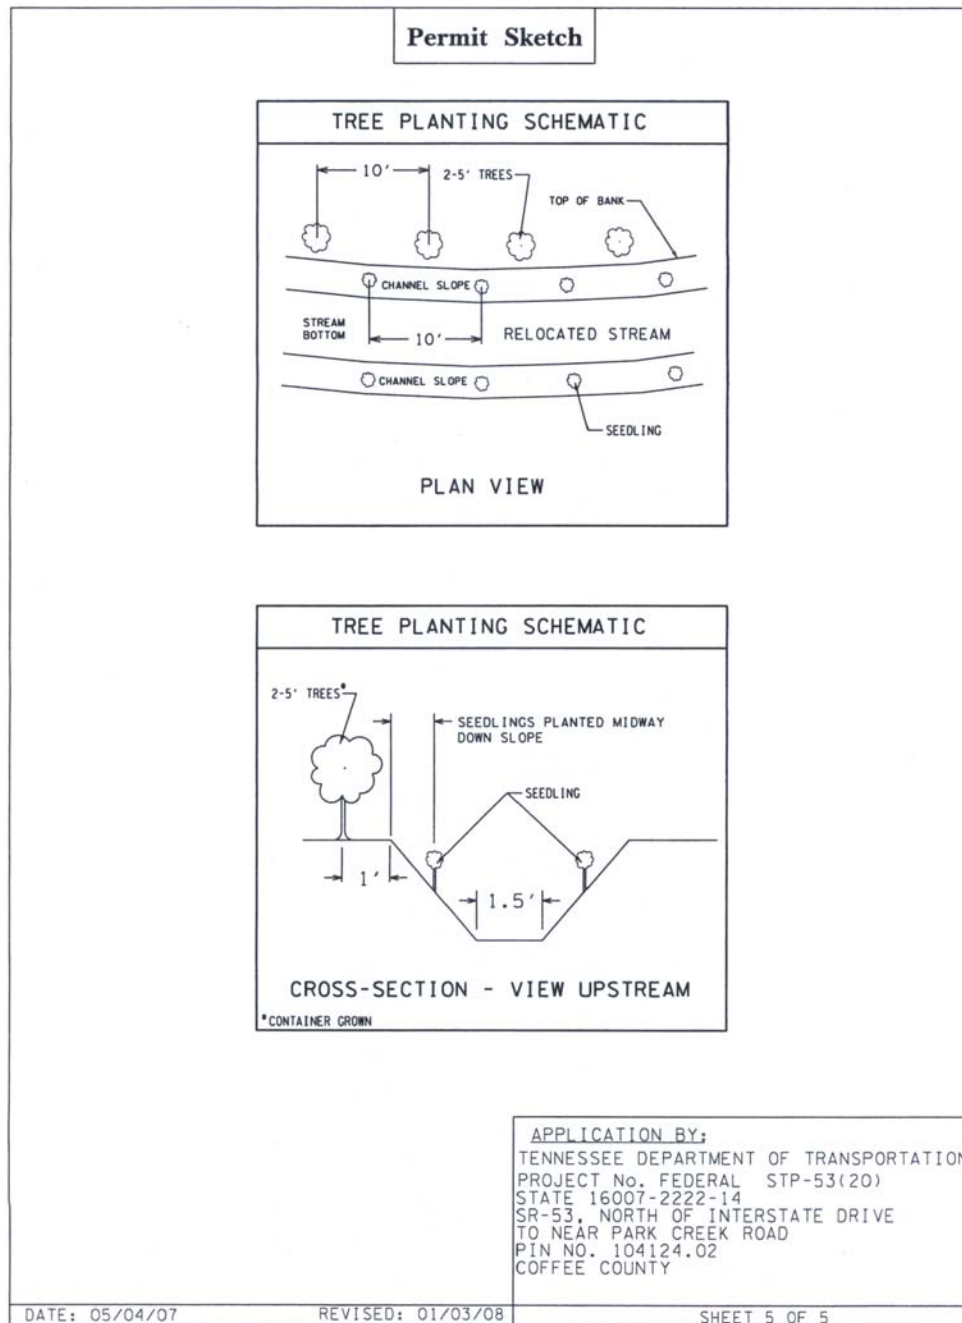 Permit Sketch
TREE PLANTING SCHEMATIC
10'
2-5' TREES
TOP OF BANK
CHANNEL SLOPE
STREAM
BOTTOM
10'
RELOCATED STREAM
CHANNEL SLOPE
SEEDLING
PLAN VIEW
TREE PLANTING SCHEMATIC
2-5' TREES*
SEEDLINGS PLANTED MIDWAY
DOWN SLOPE
SEEDLING
1'
1.5'
CROSS-SECTION - VIEW UPSTREAM
*CONTAINER GROWN
APPLICATION BY:
TENNESSEE DEPARTMENT OF TRANSPORTATION
PROJECT No. FEDERAL STP-53(20)
STATE 16007-2222-14
SR-53, NORTH OF INTERSTATE DRIVE
TO NEAR PARK CREEK ROAD
PIN NO. 104124.02
COFFEE COUNTY
DATE: 05/04/07
REVISED: 01/03/08
SHEET 5 OF 5